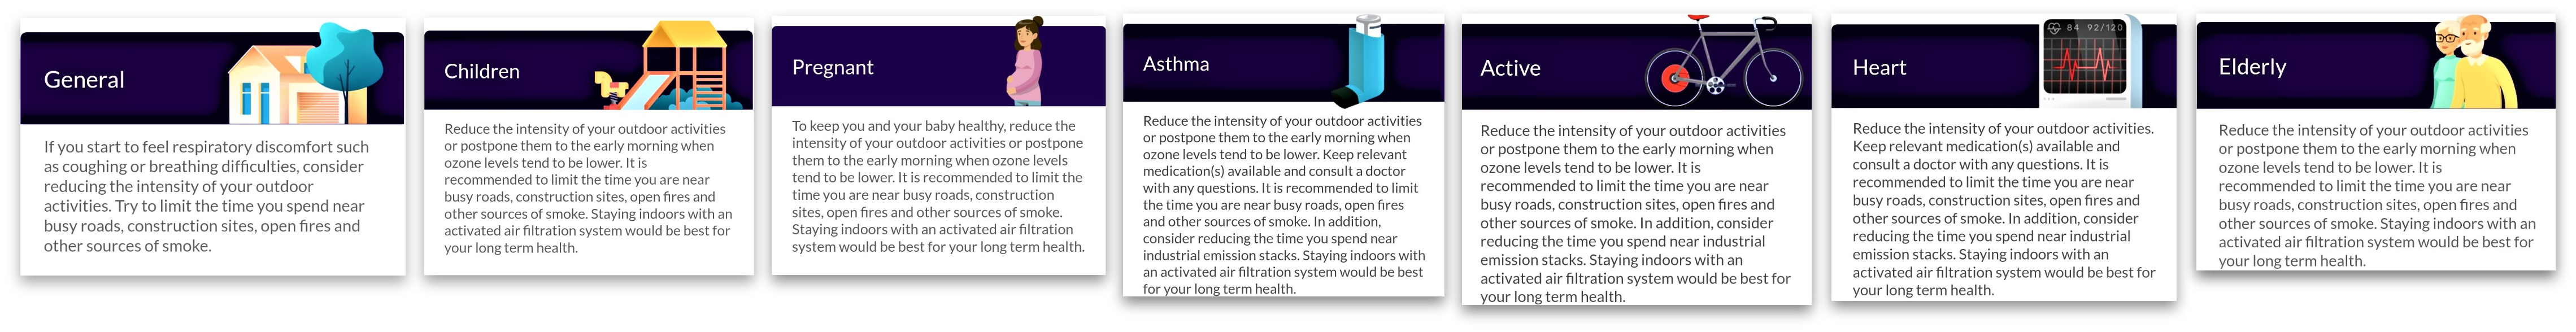 General
If you start to feel respiratory discomfort such
as coughing or breathing difficulties, consider
reducing the intensity of your outdoor
activities. Try to limit the time you spend near
busy roads, construction sites, open fires and
other sources of smoke.
Children
Reduce the intensity of your outdoor activities
or postpone them to the early morning when
ozone levels tend to be lower. It is
recommended to limit the time you are near
busy roads, construction sites, open fires and
other sources of smoke. Staying indoors with an
activated air filtration system would be best for
your long term health.
Pregnant
To keep you and your baby healthy, reduce the
intensity of your outdoor activities or postpone
them to the early morning when ozone levels
tend to be lower. It is recommended to limit the
time you are near busy roads, construction
sites, open fires and other sources of smoke.
Staying indoors with an activated air filtration
system would be best for your long term health.
Asthma
Reduce the intensity of your outdoor activities
or postpone them to the early morning when
ozone levels tend to be lower. Keep relevant
medication(s) available and consult a doctor
with any questions. It is recommended to limit
the time you are near busy roads, open fires
and other sources of smoke. In addition,
consider reducing the time you spend near
industrial emission stacks. Staying indoors with
an activated air filtration system would be best
for your long term health.
Active
Reduce the intensity of your outdoor activities
or postpone them to the early morning when
ozone levels tend to be lower. It is
recommended to limit the time you are near
busy roads, construction sites, open fires and
other sources of smoke. In addition, consider
reducing the time you spend near industrial
emission stacks. Staying indoors with an
activated air filtration system would be best for
your long term health.
Heart
84 92/120
Reduce the intensity of your outdoor activities.
Keep relevant medication(s) available and
consult a doctor with any questions. It is
recommended to limit the time you are near
busy roads, construction sites, open fires and
other sources of smoke. In addition, consider
reducing the time you spend near industrial
emission stacks. Staying indoors with an
activated air filtration system would be best for
your long term health.
Elderly
Reduce the intensity of your outdoor activities
or postpone them to the early morning when
ozone levels tend to be lower. It is
recommended to limit the time you are near
busy roads, construction sites, open fires and
other sources of smoke. Staying indoors with an
activated air filtration system would be best for
your long term health.